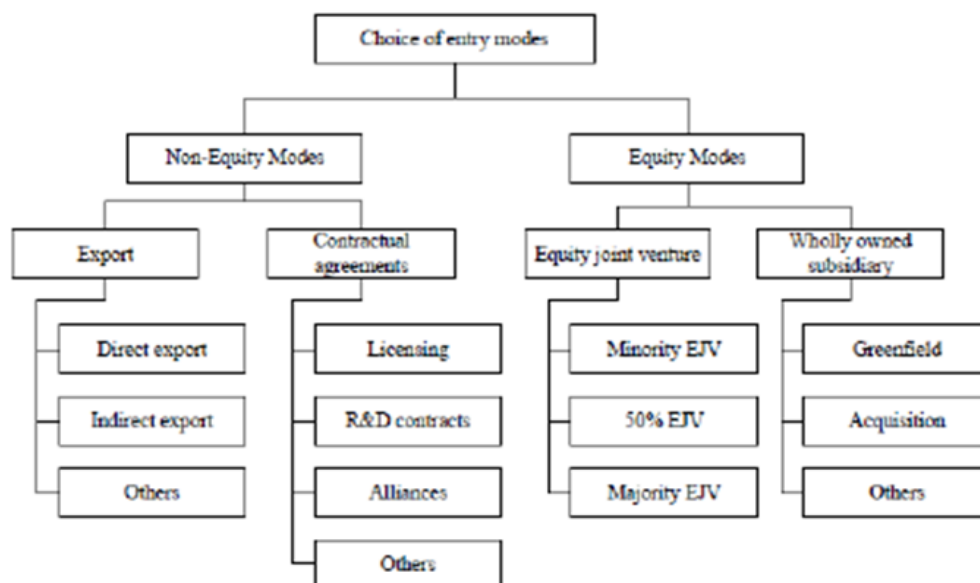 Choice of entry modes
Non-Equity Modes
Equity Modes
Export
Contractual
agreements
Equity joint venture
Wholly owned
subsidiary
Direct export
Indirect export
Others
Licensing
R&D contracts
Alliances
Others
Minority EJV
50% EJV
Majority EJV
Greenfield
Acquisition
Others